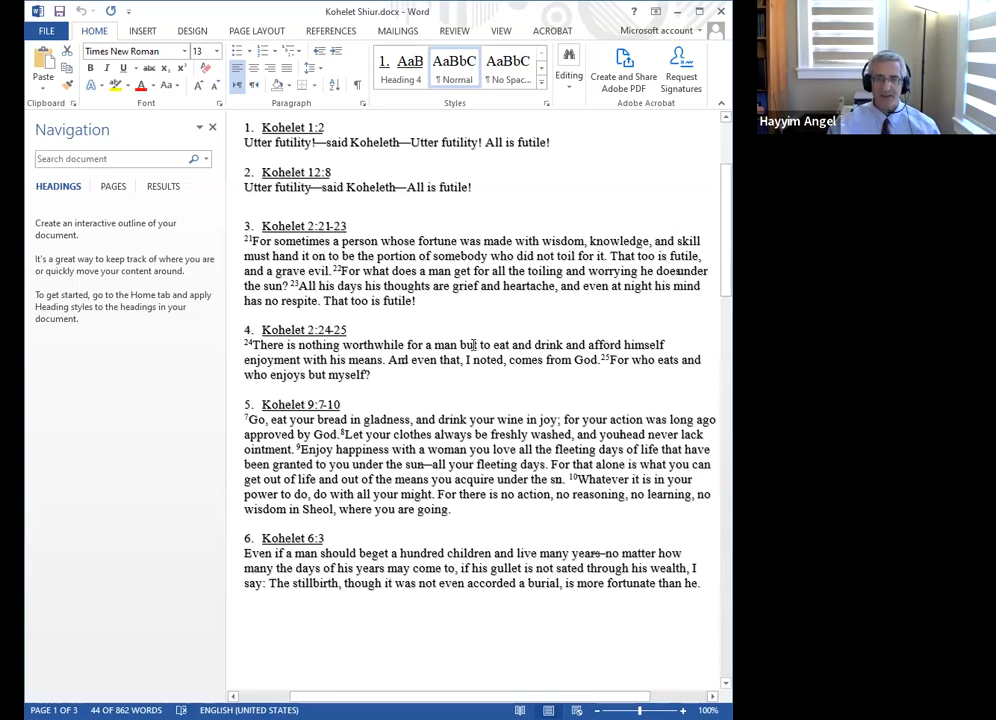 Kohelet Shiur.docx - Word
FILE HOME INSERT DESIGN PAGE LAYOUT REFERENCES MAILINGS REVIEW VIEW ACROBAT Microsoft account
Times New Roman 13
Paste
Clipboard Font Paragraph Styles Adobe Acrobat
1. AaB AaBbC AaBbC
Heading 4 ¶ Normal ¶ No Spac...
Editing
Create and Share Adobe PDF
Request Signatures
Navigation
Search document
HEADINGS PAGES RESULTS
Create an interactive outline of your
document.
It's a great way to keep track of where you are
or quickly move your content around.
To get started, go to the Home tab and apply
Heading styles to the headings in your
document.
1. Kohelet 1:2
Utter futility!—said Koheleth—Utter futility! All is futile!
2. Kohelet 12:8
Utter futility—said Koheleth—All is futile!
3. Kohelet 2:21-23
21For sometimes a person whose fortune was made with wisdom, knowledge, and skill
must hand it on to be the portion of somebody who did not toil for it. That too is futile,
and a grave evil. 22For what does a man get for all the toiling and worrying he does under
the sun? 23All his days his thoughts are grief and heartache, and even at night his mind
has no respite. That too is futile!
4. Kohelet 2:24-25
24There is nothing worthwhile for a man but to eat and drink and afford himself
enjoyment with his means. And even that, I noted, comes from God. 25For who eats and
who enjoys but myself?
5. Kohelet 9:7-10
7Go, eat your bread in gladness, and drink your wine in joy; for your action was long ago
approved by God. 8Let your clothes always be freshly washed, and your head never lack
ointment. 9Enjoy happiness with a woman you love all the fleeting days of life that have
been granted to you under the sun—all your fleeting days. For that alone is what you can
get out of life and out of the means you acquire under the sun. 10Whatever it is in your
power to do, do with all your might. For there is no action, no reasoning, no learning, no
wisdom in Sheol, where you are going.
6. Kohelet 6:3
Even if a man should beget a hundred children and live many years—no matter how
many the days of his years may come to, if his gullet is not sated through his wealth, I
say: The stillbirth, though it was not even accorded a burial, is more fortunate than he.
PAGE 1 OF 3 44 OF 862 WORDS ENGLISH (UNITED STATES) 100%
Hayyim Angel